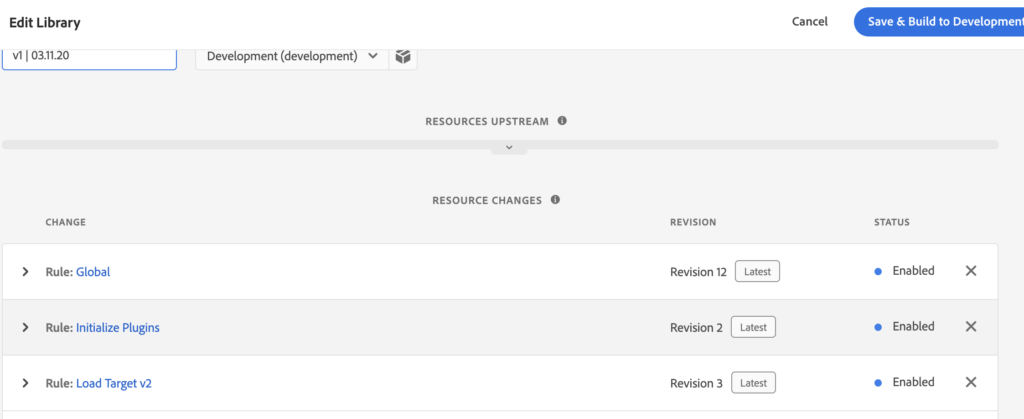 Edit Library
Cancel
Save & Build to Development
v1 | 03.11.20
Development (development)
RESOURCES UPSTREAM
RESOURCE CHANGES
CHANGE REVISION STATUS
Rule: Global Revision 12 Latest Enabled
Rule: Initialize Plugins Revision 2 Latest Enabled
Rule: Load Target v2 Revision 3 Latest Enabled